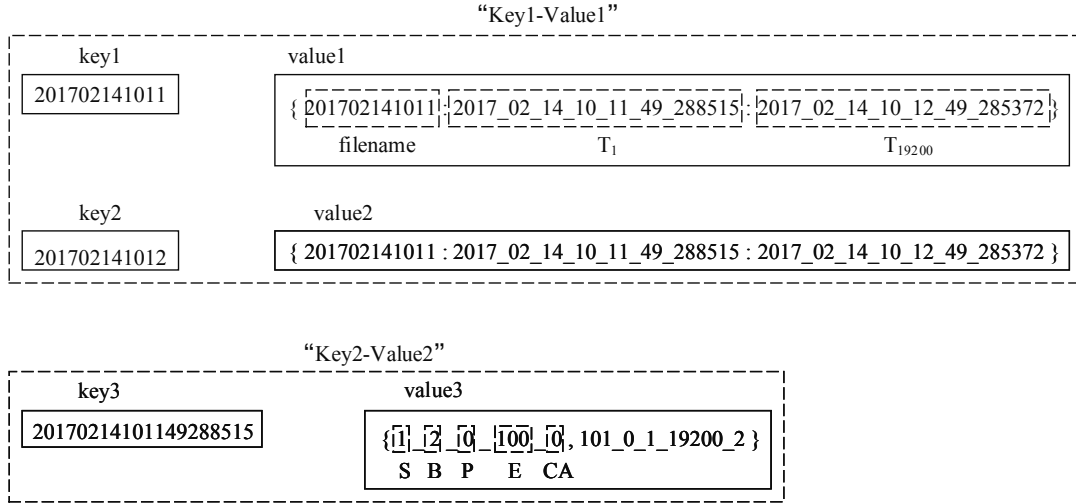 “Key1-Value1”
key1 value1
201702141011 { 201702141011 : 2017_02_14_10_11_49_288515 : 2017_02_14_10_12_49_285372 }
filename T₁ T₁₉₂₀₀
key2 value2
201702141012 { 201702141011 : 2017_02_14_10_11_49_288515 : 2017_02_14_10_12_49_285372 }
“Key2-Value2”
key3 value3
20170214101149288515 {1_2_0_100_0, 101_0_1_19200_2 }
S B P E CA